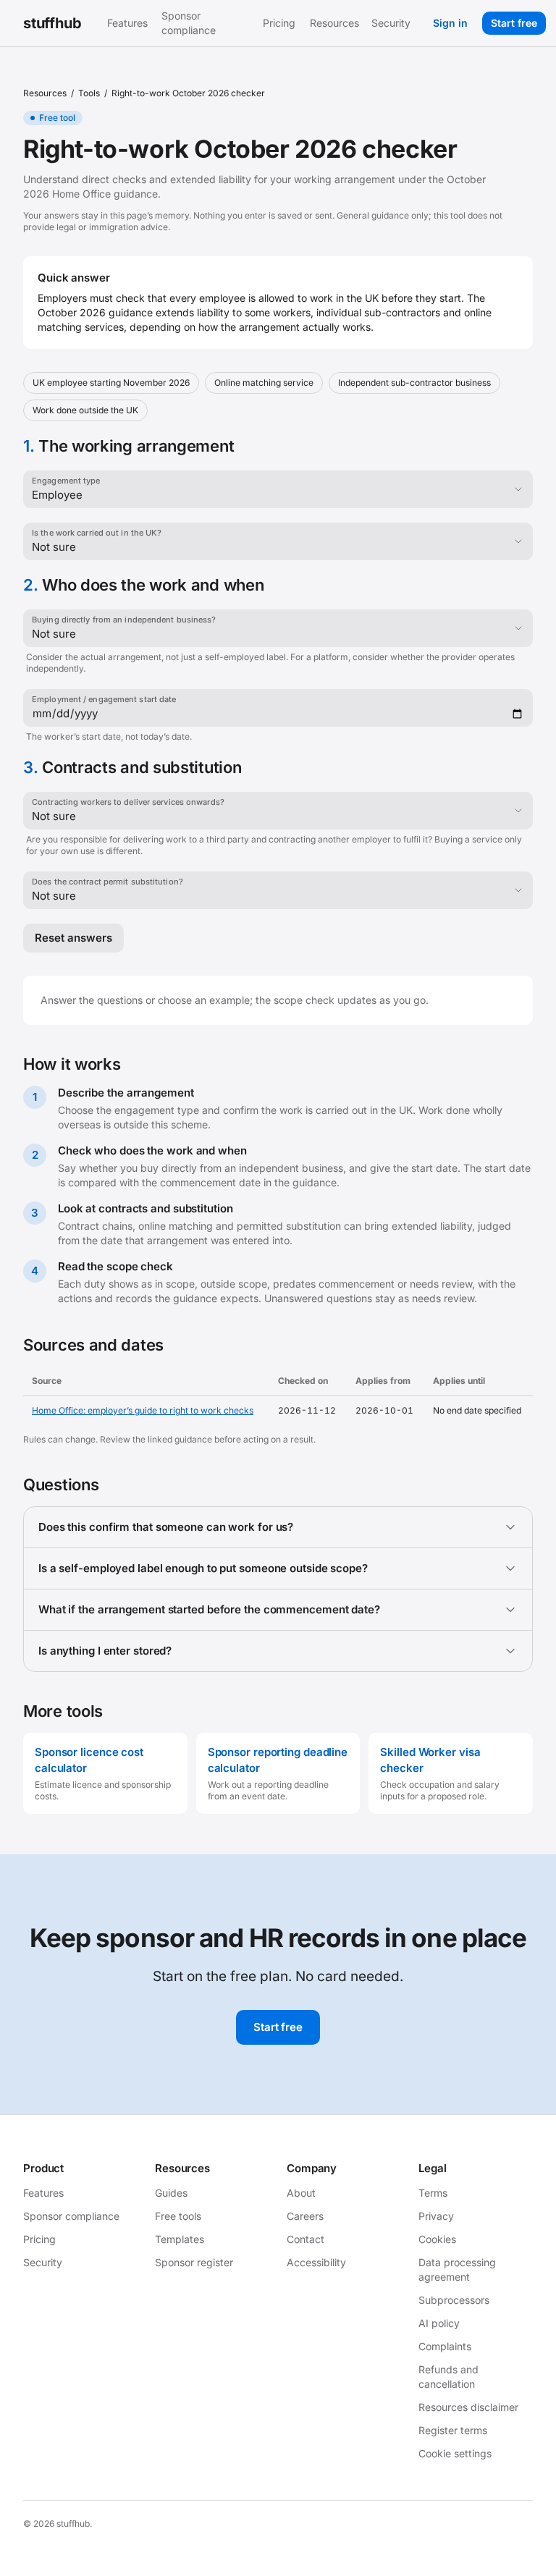 stuffhub
Features
Sponsor
compliance
Pricing
Resources
Security
Sign in
Start free
Resources / Tools / Right-to-work October 2026 checker
Free tool
Right-to-work October 2026 checker
Understand direct checks and extended liability for your working arrangement under the October
2026 Home Office guidance.
Your answers stay in this page’s memory. Nothing you enter is saved or sent. General guidance only; this tool does not
provide legal or immigration advice.
Quick answer
Employers must check that every employee is allowed to work in the UK before they start. The
October 2026 guidance extends liability to some workers, individual sub-contractors and online
matching services, depending on how the arrangement actually works.
UK employee starting November 2026
Online matching service
Independent sub-contractor business
Work done outside the UK
1. The working arrangement
Engagement type
Employee
Is the work carried out in the UK?
Not sure
2. Who does the work and when
Buying directly from an independent business?
Not sure
Consider the actual arrangement, not just a self-employed label. For a platform, consider whether the provider operates
independently.
Employment / engagement start date
mm/dd/yyyy
The worker’s start date, not today’s date.
3. Contracts and substitution
Contracting workers to deliver services onwards?
Not sure
Are you responsible for delivering work to a third party and contracting another employer to fulfil it? Buying a service only
for your own use is different.
Does the contract permit substitution?
Not sure
Reset answers
Answer the questions or choose an example; the scope check updates as you go.
How it works
1
Describe the arrangement
Choose the engagement type and confirm the work is carried out in the UK. Work done wholly
overseas is outside this scheme.
2
Check who does the work and when
Say whether you buy directly from an independent business, and give the start date. The start date
is compared with the commencement date in the guidance.
3
Look at contracts and substitution
Contract chains, online matching and permitted substitution can bring extended liability, judged
from the date that arrangement was entered into.
4
Read the scope check
Each duty shows as in scope, outside scope, predates commencement or needs review, with the
actions and records the guidance expects. Unanswered questions stay as needs review.
Sources and dates
Source Checked on Applies from Applies until
Home Office: employer’s guide to right to work checks 2026-11-12 2026-10-01 No end date specified
Rules can change. Review the linked guidance before acting on a result.
Questions
Does this confirm that someone can work for us?
Is a self-employed label enough to put someone outside scope?
What if the arrangement started before the commencement date?
Is anything I enter stored?
More tools
Sponsor licence cost
calculator
Estimate licence and sponsorship
costs.
Sponsor reporting deadline
calculator
Work out a reporting deadline
from an event date.
Skilled Worker visa
checker
Check occupation and salary
inputs for a proposed role.
Keep sponsor and HR records in one place
Start on the free plan. No card needed.
Start free
Product
Features
Sponsor compliance
Pricing
Security
Resources
Guides
Free tools
Templates
Sponsor register
Company
About
Careers
Contact
Accessibility
Legal
Terms
Privacy
Cookies
Data processing
agreement
Subprocessors
AI policy
Complaints
Refunds and
cancellation
Resources disclaimer
Register terms
Cookie settings
© 2026 stuffhub.